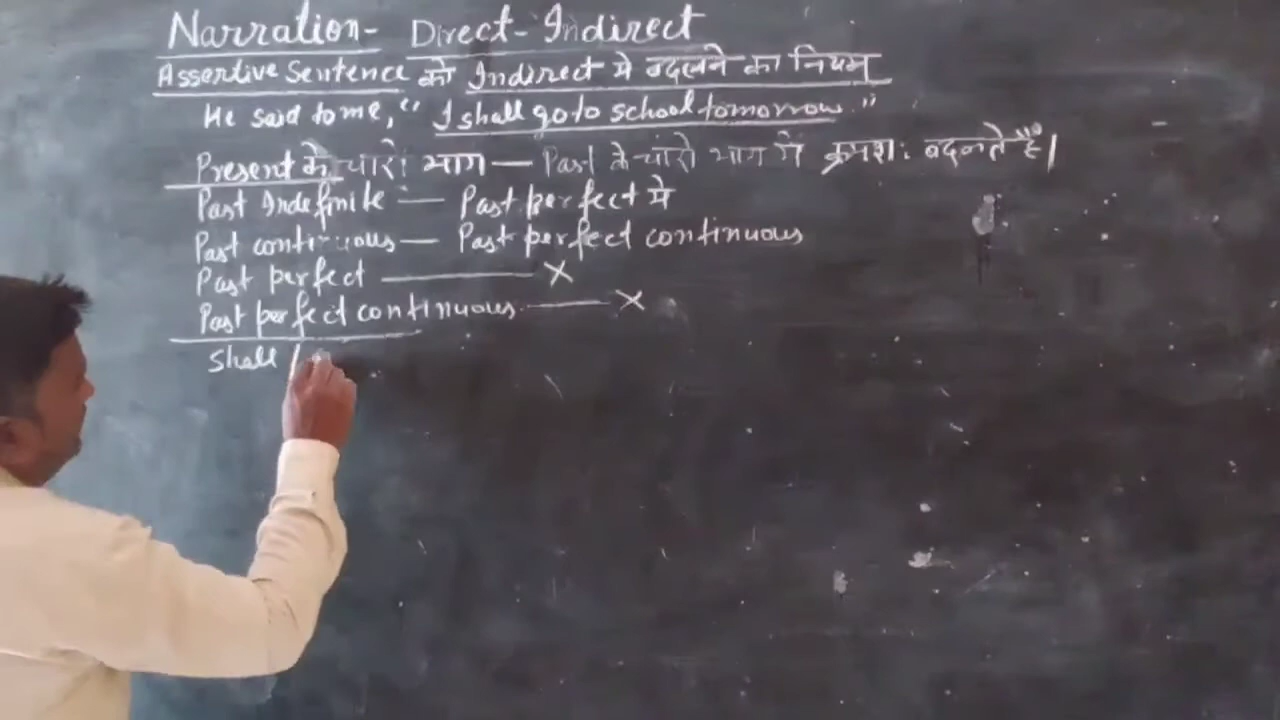 Narration- Direct-Indirect
Assertive Sentence को Indirect मे बदलने का नियम
He said to me, "I shall go to school tomorrow."
Present के चारो भाग — Past के चारो भाग में क्रमश: बदलते है।
Past Indefinite — Past perfect मे
Past continuous — Past perfect continuous
Past perfect — X
Past perfect continuous — X
Shall /